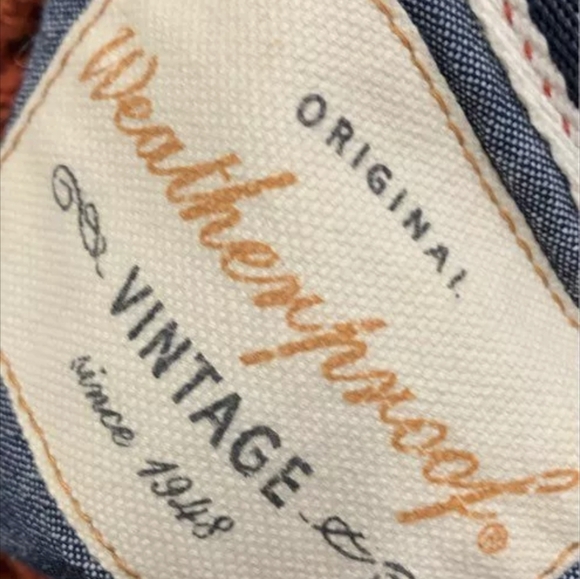 ORIGINAL
Weatherproof®
VINTAGE
since 1948